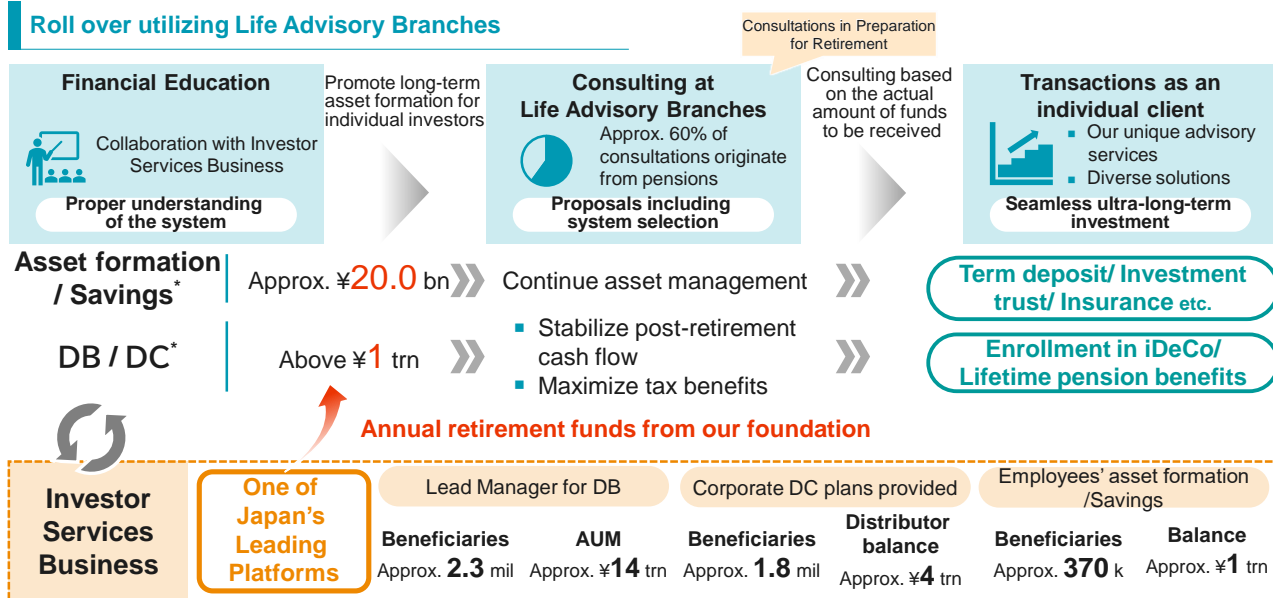 Roll over utilizing Life Advisory Branches
Consultations in Preparation
for Retirement
Financial Education
Collaboration with Investor
Services Business
Proper understanding
of the system
Promote long-term
asset formation for
individual investors
Consulting at
Life Advisory Branches
Approx. 60% of
consultations originate
from pensions
Proposals including
system selection
Consulting based
on the actual
amount of funds
to be received
Transactions as an
individual client
▪ Our unique advisory
services
▪ Diverse solutions
Seamless ultra-long-term
investment
Asset formation
/ Savings*
Approx. ¥20.0 bn
Continue asset management
Term deposit/ Investment
trust/ Insurance etc.
DB / DC*
Above ¥1 trn
▪ Stabilize post-retirement
cash flow
▪ Maximize tax benefits
Enrollment in iDeCo/
Lifetime pension benefits
Annual retirement funds from our foundation
Investor
Services
Business
One of
Japan's
Leading
Platforms
Lead Manager for DB
Beneficiaries
Approx. 2.3 mil
AUM
Approx. ¥14 trn
Corporate DC plans provided
Beneficiaries
Approx. 1.8 mil
Distributor
balance
Approx. ¥4 trn
Employees' asset formation
/Savings
Beneficiaries
Approx. 370 k
Balance
Approx. ¥1 trn